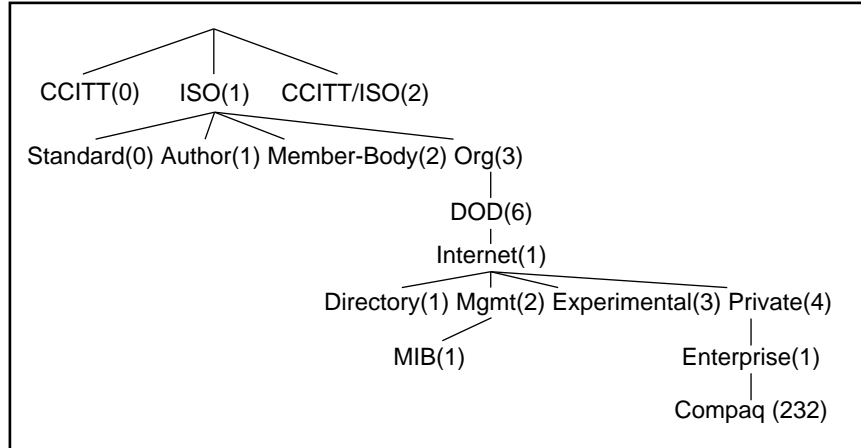 CCITT(0) ISO(1) CCITT/ISO(2)
Standard(0) Author(1) Member-Body(2) Org(3)
DOD(6)
Internet(1)
Directory(1) Mgmt(2) Experimental(3) Private(4)
MIB(1) Enterprise(1)
Compaq (232)